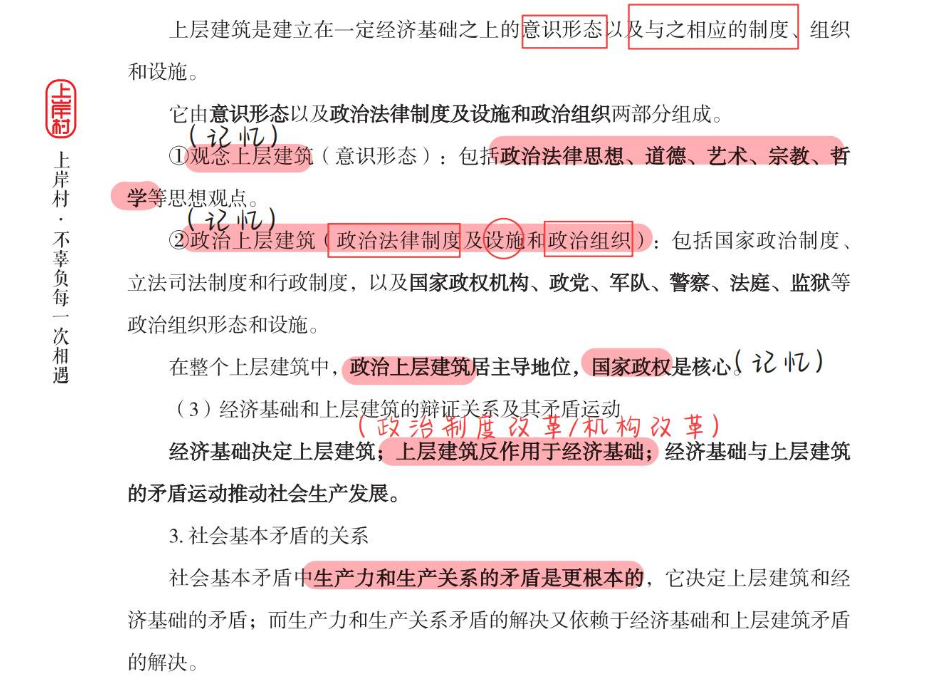 上层建筑是建立在一定经济基础之上的意识形态以及与之相应的制度、组织
和设施。
它由意识形态以及政治法律制度及设施和政治组织两部分组成。
(记忆)
①观念上层建筑（意识形态）：包括政治法律思想、道德、艺术、宗教、哲
学等思想观点。
(记忆)
②政治上层建筑（政治法律制度及设施和政治组织）：包括国家政治制度、
立法司法制度和行政制度，以及国家政权机构、政党、军队、警察、法庭、监狱等
政治组织形态和设施。
在整个上层建筑中，政治上层建筑居主导地位，国家政权是核心。(记忆)
（3）经济基础和上层建筑的辩证关系及其矛盾运动
(政治制度改革/机构改革)
经济基础决定上层建筑；上层建筑反作用于经济基础；经济基础与上层建筑
的矛盾运动推动社会生产发展。
3. 社会基本矛盾的关系
社会基本矛盾中生产力和生产关系的矛盾是更根本的，它决定上层建筑和经
济基础的矛盾；而生产力和生产关系矛盾的解决又依赖于经济基础和上层建筑矛盾
的解决。
上岸村
上岸村·不辜负每一次相遇